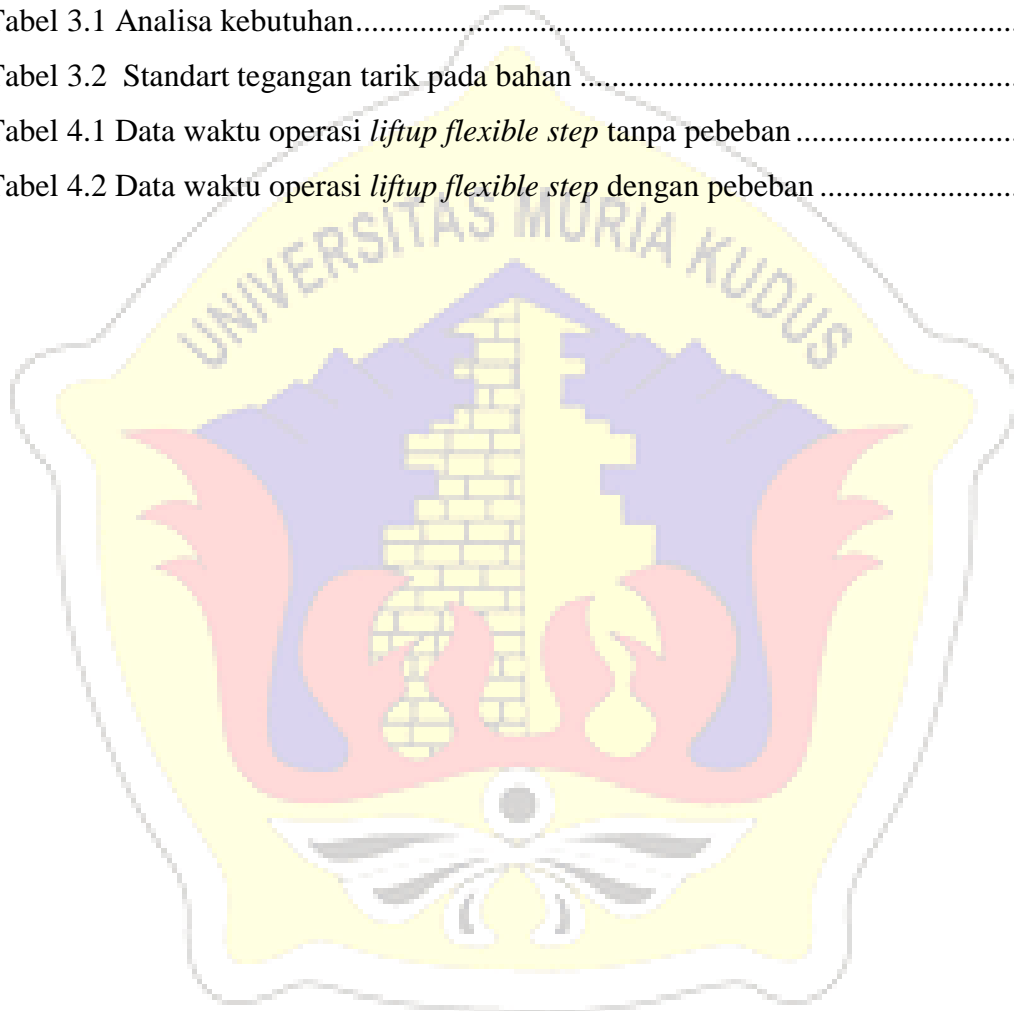 Tabel 3.1 Analisa kebutuhan....................................................................................
Tabel 3.2  Standart tegangan tarik pada bahan ........................................................
Tabel 4.1 Data waktu operasi liftup flexible step tanpa pebeban............................
Tabel 4.2 Data waktu operasi liftup flexible step dengan pebeban.........................
UNIVERSITAS MURIA KUDUS